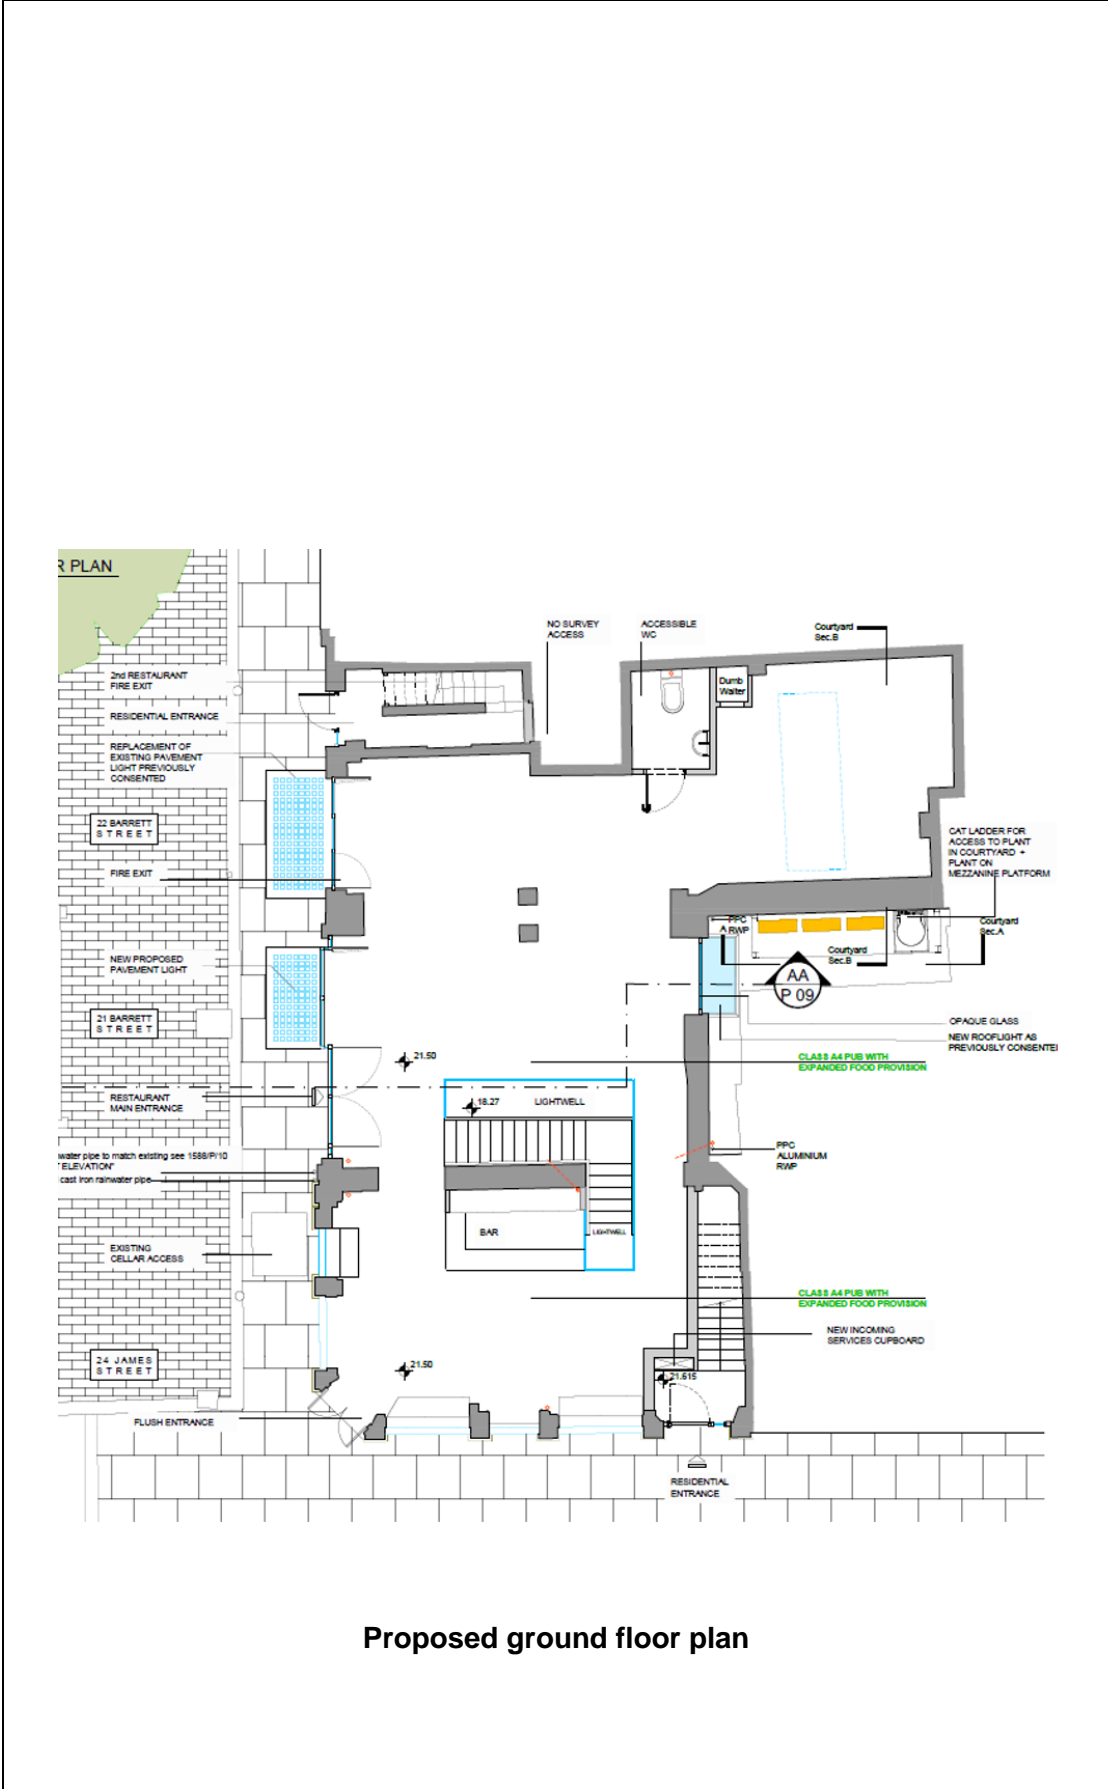 R PLAN
NO SURVEY
ACCESS
ACCESSIBLE
WC
Courtyard
Sec.B
2nd RESTAURANT
FIRE EXIT
Dumb
Waiter
RESIDENTIAL ENTRANCE
REPLACEMENT OF
EXISTING PAVEMENT
LIGHT PREVIOUSLY
CONSENTED
22 BARRETT
STREET
CAT LADDER FOR
ACCESS TO PLANT
IN COURTYARD +
PLANT ON
MEZZANINE PLATFORM
FIRE EXIT
PPC
RWP
A
Courtyard
Sec.A
Courtyard
Sec.B
NEW PROPOSED
PAVEMENT LIGHT
AA
P 09
21 BARRETT
STREET
OPAQUE GLASS
NEW ROOFLIGHT AS
PREVIOUSLY CONSENTE
21.50
CLASS A4 PUB WITH
EXPANDED FOOD PROVISION
RESTAURANT
MAIN ENTRANCE
18.27
LIGHTWELL
water pipe to match existing see 1588/P/10
ELEVATION"
cast iron rainwater pipe
PPC
ALUMINIUM
RWP
BAR
LIGHTWELL
EXISTING
CELLAR ACCESS
CLASS A4 PUB WITH
EXPANDED FOOD PROVISION
NEW INCOMING
SERVICES CUPBOARD
24 JAMES
STREET
21.50
21.615
FLUSH ENTRANCE
RESIDENTIAL
ENTRANCE
Proposed ground floor plan